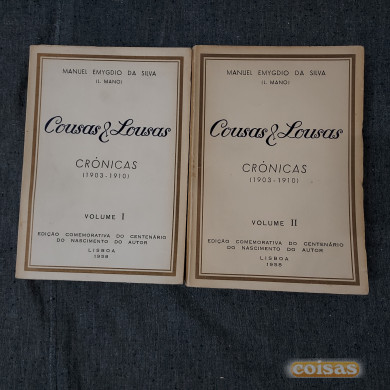 MANUEL EMYGDIO DA SILVA
(L. MANO)
Cousas & Lousas
CRÓNICAS
(1903-1910)
VOLUME I
EDIÇÃO COMEMORATIVA DO CENTENÁRIO
DO NASCIMENTO DO AUTOR
LISBOA
1958
MANUEL EMYGDIO DA SILVA
(L. MANO)
Cousas & Lousas
CRÓNICAS
(1903-1910)
VOLUME II
EDIÇÃO COMEMORATIVA DO CENTENÁRIO
DO NASCIMENTO DO AUTOR
LISBOA
1958
coisas